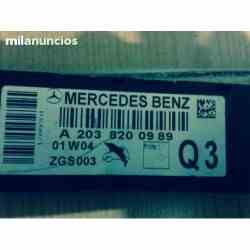 milanuncios
MERCEDES BENZ
A 203 820 09 89
01W04
ZGS003
Q3